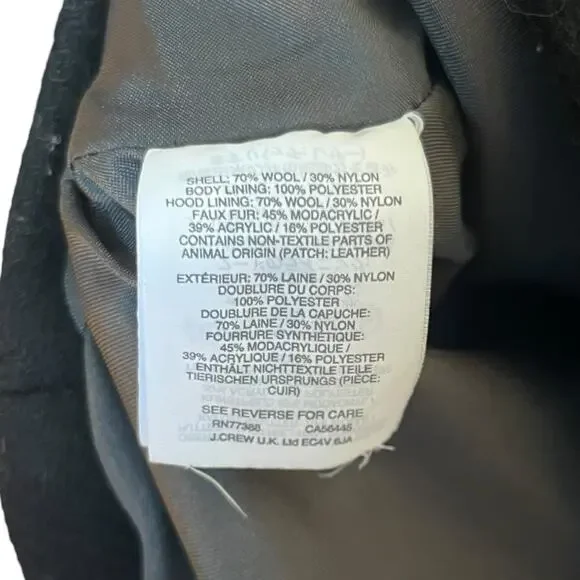 SHELL: 70% WOOL / 30% NYLON
BODY LINING: 100% POLYESTER
HOOD LINING: 70% WOOL / 30% NYLON
FAUX FUR: 45% MODACRYLIC /
39% ACRYLIC / 16% POLYESTER
CONTAINS NON-TEXTILE PARTS OF
ANIMAL ORIGIN (PATCH: LEATHER)
EXTÉRIEUR: 70% LAINE / 30% NYLON
DOUBLURE DU CORPS:
100% POLYESTER
DOUBLURE DE LA CAPUCHE:
70% LAINE / 30% NYLON
FOURRURE SYNTHÉTIQUE:
45% MODACRYLIQUE /
39% ACRYLIQUE / 16% POLYESTER
ENTHÄLT NICHTTEXTILE TEILE
TIERISCHEN URSPRUNGS (PIÈCE:
CUIR)
SEE REVERSE FOR CARE
RN77388 CA56446
J.CREW U.K. Ltd EC4V 6JA